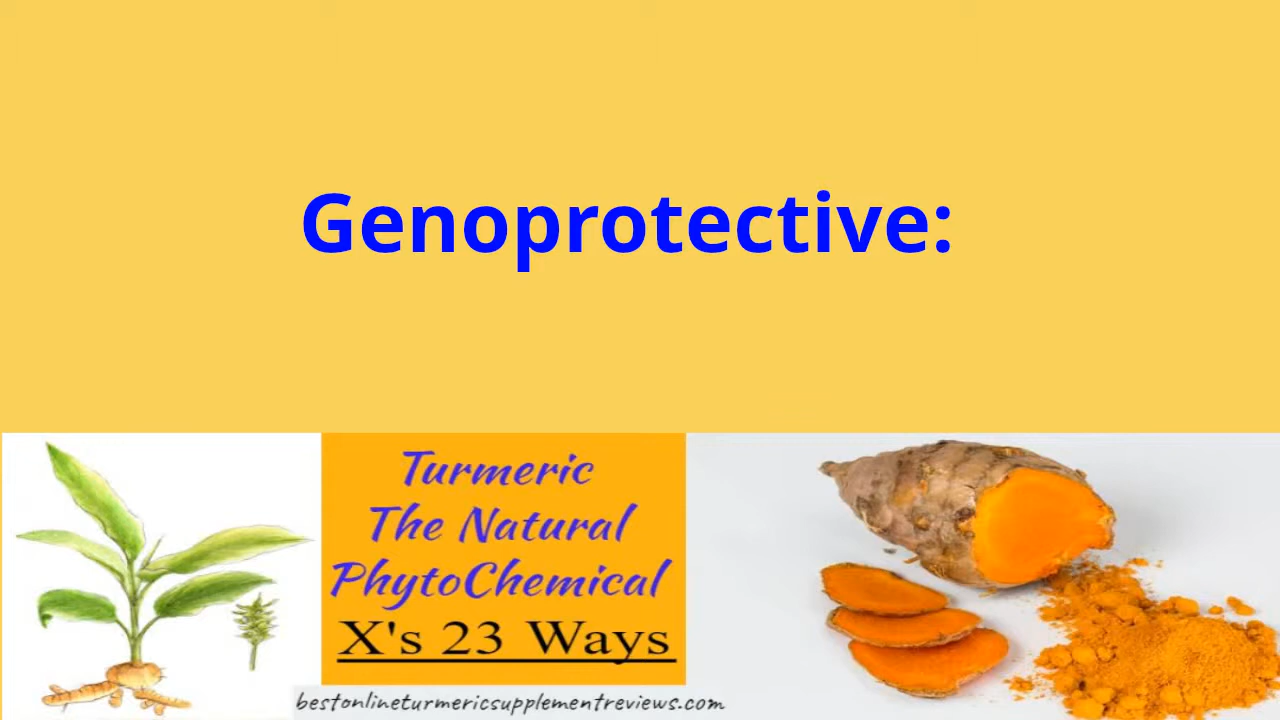 Genoprotective:
Turmeric
The Natural
PhytoChemical
X's 23 Ways
bestonlineturmericsupplementreviews.com